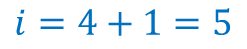 i = 4 + 1 = 5